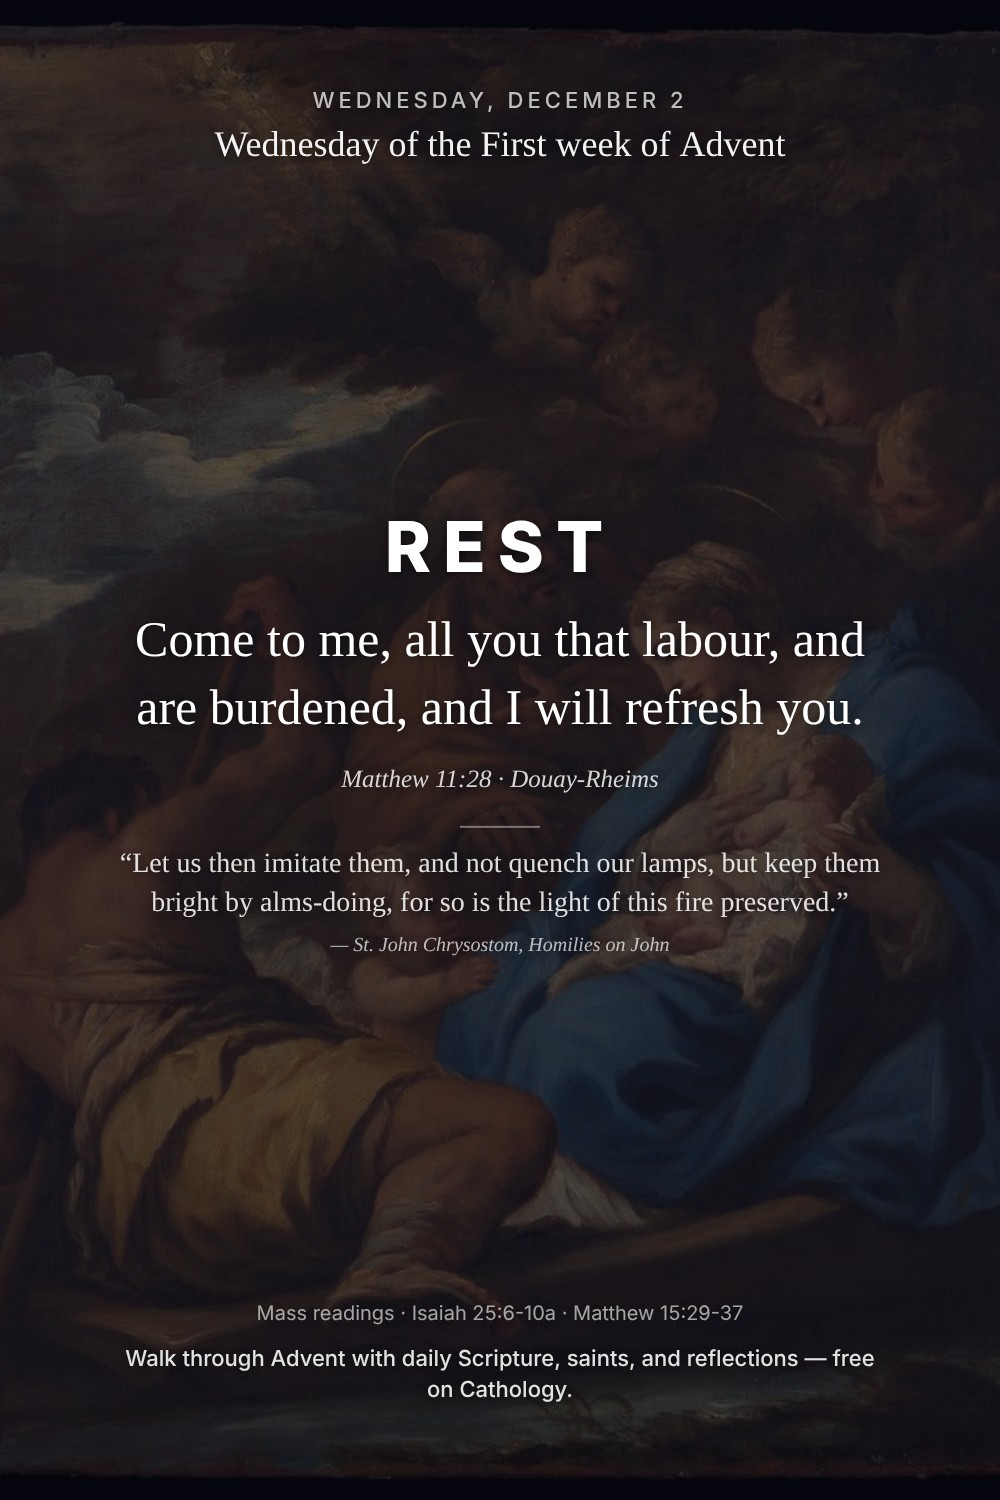 WEDNESDAY, DECEMBER 2
Wednesday of the First week of Advent
REST
Come to me, all you that labour, and
are burdened, and I will refresh you.
Matthew 11:28 · Douay-Rheims
“Let us then imitate them, and not quench our lamps, but keep them
bright by alms-doing, for so is the light of this fire preserved.”
— St. John Chrysostom, Homilies on John
Mass readings · Isaiah 25:6-10a · Matthew 15:29-37
Walk through Advent with daily Scripture, saints, and reflections — free
on Cathology.